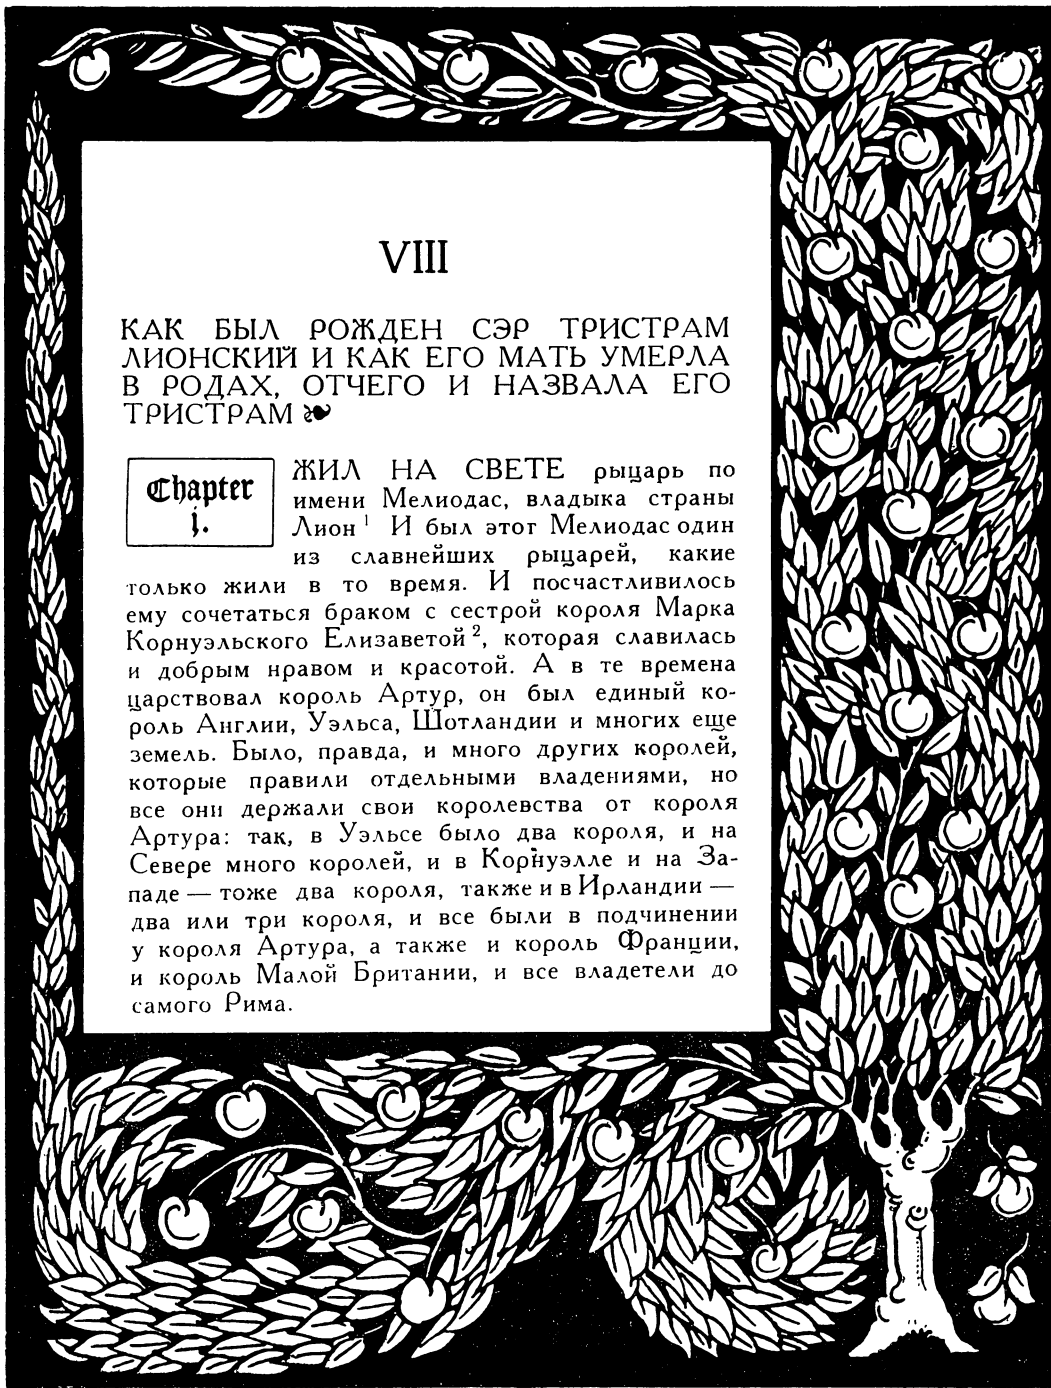 VIII
КАК БЫЛ РОЖДЕН СЭР ТРИСТРАМ
ЛИОНСКИЙ И КАК ЕГО МАТЬ УМЕРЛА
В РОДАХ, ОТЧЕГО И НАЗВАЛА ЕГО
ТРИСТРАМ ❧
Chapter
j.
ЖИЛ НА СВЕТЕ рыцарь по
имени Мелиодас, владыка страны
Лион ¹ И был этот Мелиодас один
из славнейших рыцарей, какие
только жили в то время. И посчастливилось
ему сочетаться браком с сестрой короля Марка
Корнуэльского Елизаветой ², которая славилась
и добрым нравом и красотой. А в те времена
царствовал король Артур, он был единый ко-
роль Англии, Уэльса, Шотландии и многих еще
земель. Было, правда, и много других королей,
которые правили отдельными владениями, но
все они держали свои королевства от короля
Артура: так, в Уэльсе было два короля, и на
Севере много королей, и в Корнуэлле и на За-
паде — тоже два короля, также и в Ирландии —
два или три короля, и все были в подчинении
у короля Артура, а также и король Франции,
и король Малой Британии, и все владетели до
самого Рима.